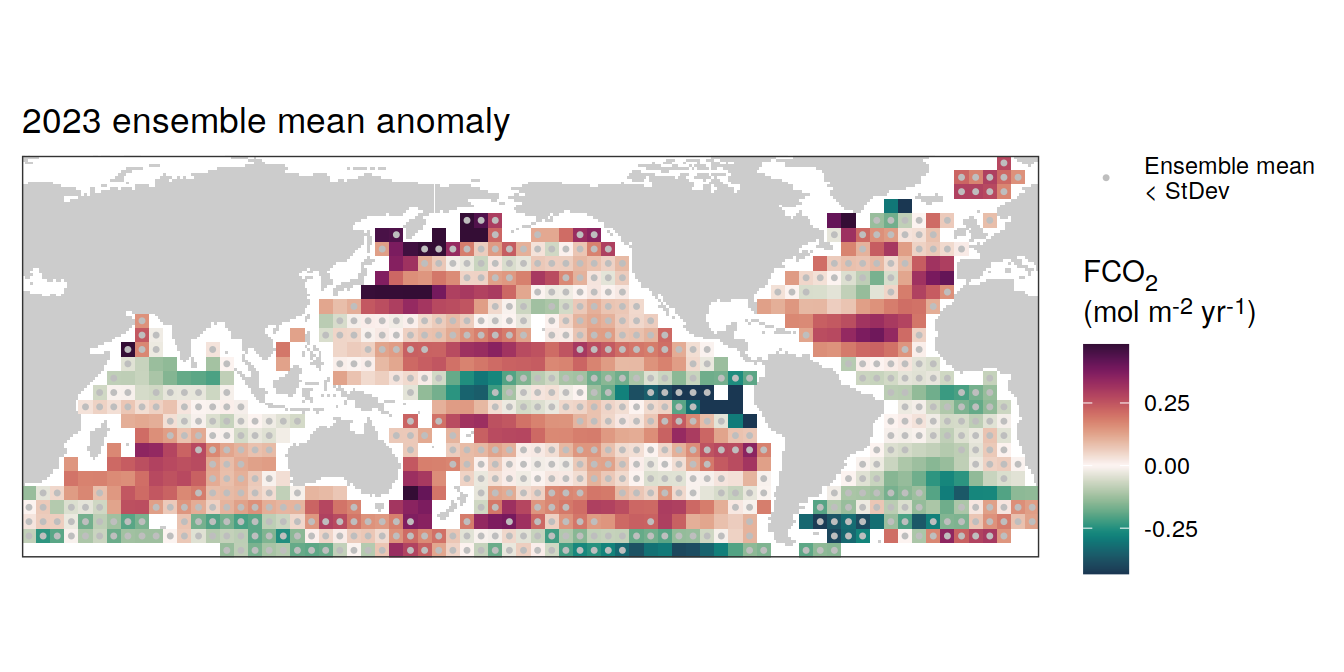 2023 ensemble mean anomaly
Ensemble mean
< StDev
FCO₂
(mol m⁻² yr⁻¹)
0.25
0.00
-0.25